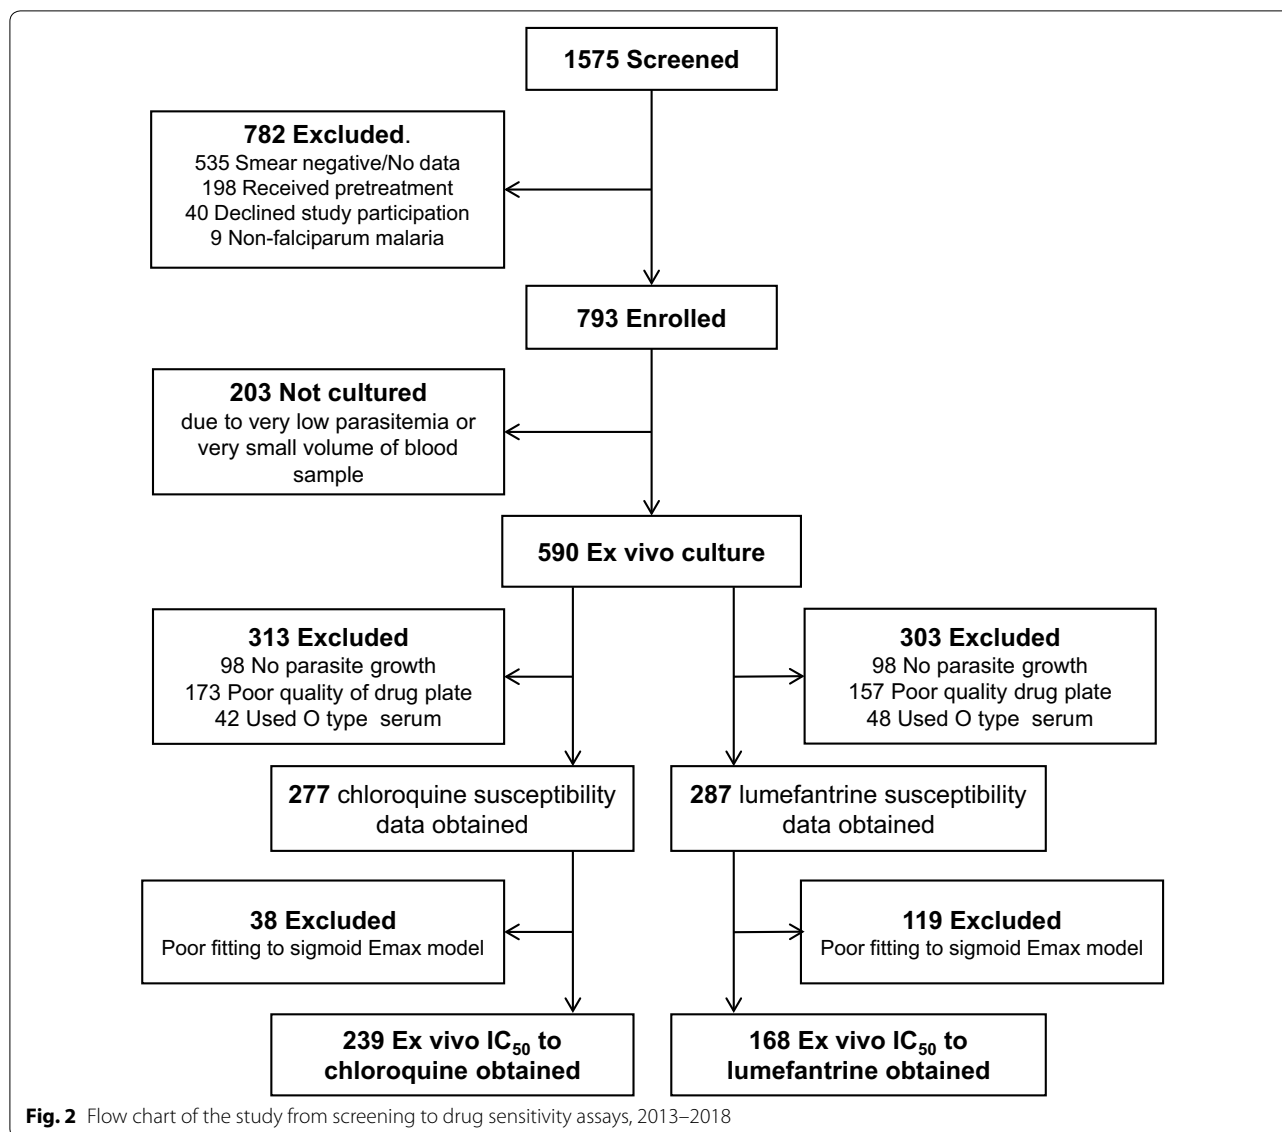 1575 Screened
782 Excluded.
535 Smear negative/No data
198 Received pretreatment
40 Declined study participation
9 Non-falciparum malaria
793 Enrolled
203 Not cultured
due to very low parasitemia or
very small volume of blood
sample
590 Ex vivo culture
313 Excluded
98 No parasite growth
173 Poor quality of drug plate
42 Used O type serum
303 Excluded
98 No parasite growth
157 Poor quality drug plate
48 Used O type serum
277 chloroquine susceptibility
data obtained
287 lumefantrine susceptibility
data obtained
38 Excluded
Poor fitting to sigmoid Emax model
119 Excluded
Poor fitting to sigmoid Emax model
239 Ex vivo IC50 to
chloroquine obtained
168 Ex vivo IC50 to
lumefantrine obtained
Fig. 2 Flow chart of the study from screening to drug sensitivity assays, 2013–2018